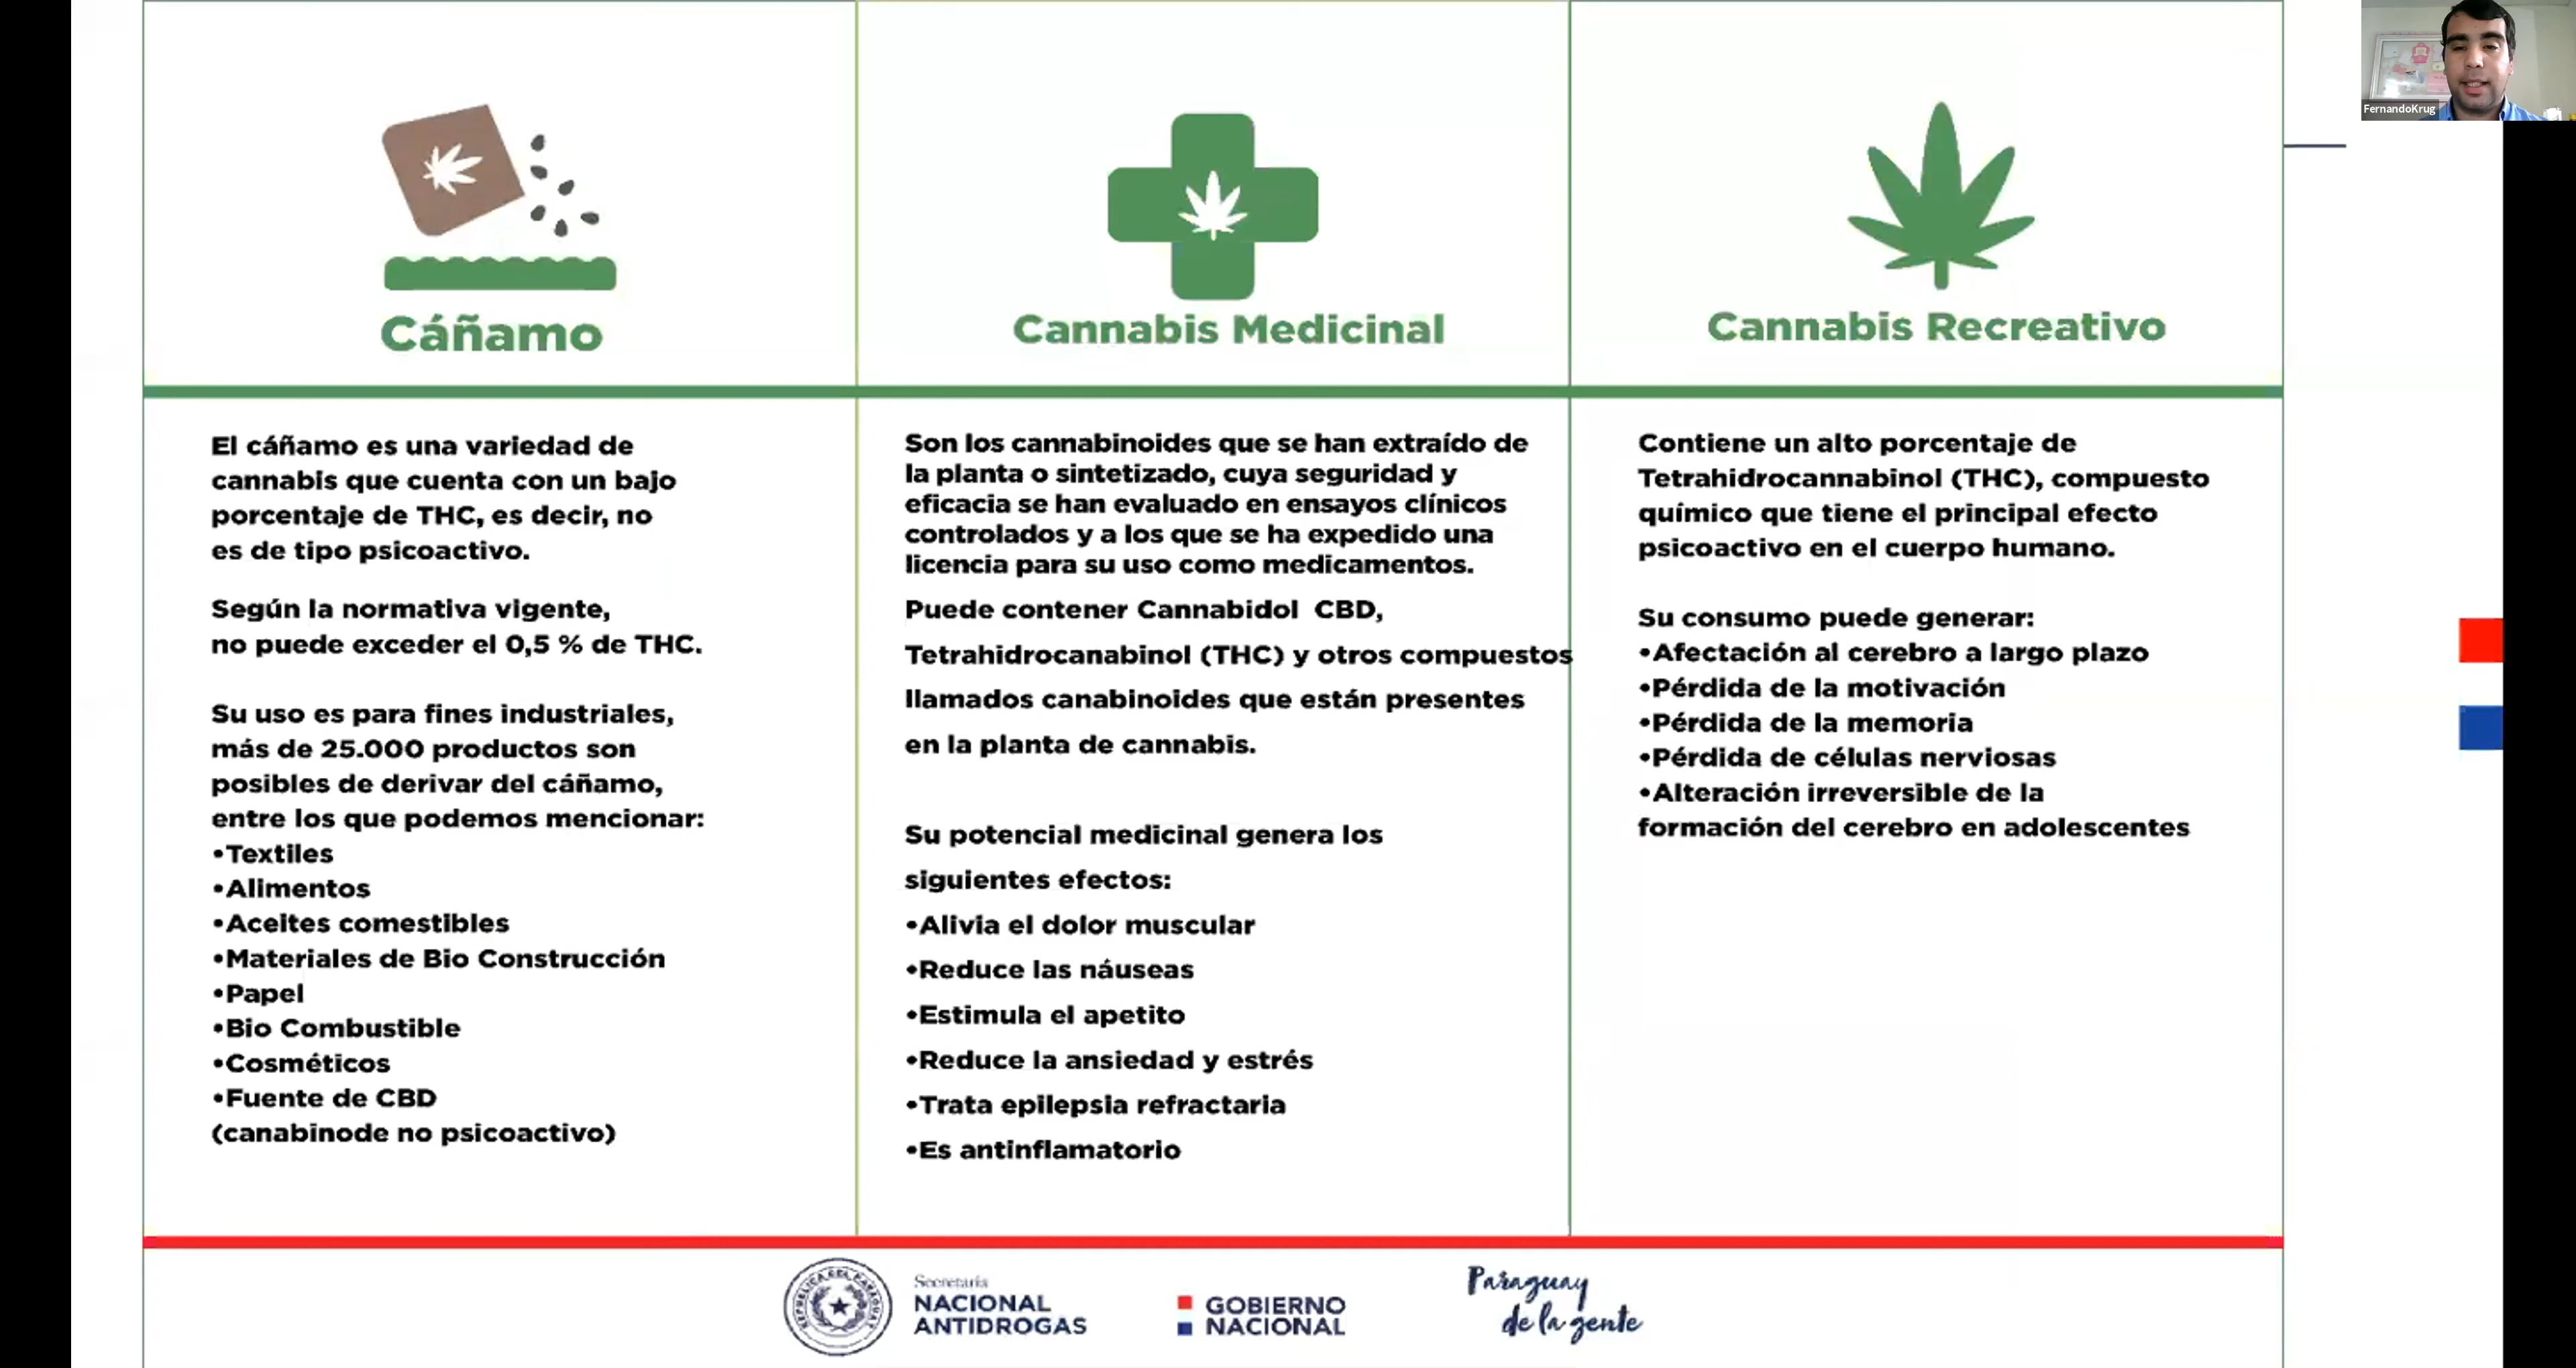 FernandoKrug
Cáñamo
El cáñamo es una variedad de
cannabis que cuenta con un bajo
porcentaje de THC, es decir, no
es de tipo psicoactivo.
Según la normativa vigente,
no puede exceder el 0,5 % de THC.
Su uso es para fines industriales,
más de 25.000 productos son
posibles de derivar del cáñamo,
entre los que podemos mencionar:
•Textiles
•Alimentos
•Aceites comestibles
•Materiales de Bio Construcción
•Papel
•Bio Combustible
•Cosméticos
•Fuente de CBD
(canabinode no psicoactivo)
Cannabis Medicinal
Son los cannabinoides que se han extraído de
la planta o sintetizado, cuya seguridad y
eficacia se han evaluado en ensayos clínicos
controlados y a los que se ha expedido una
licencia para su uso como medicamentos.
Puede contener Cannabidol CBD,
Tetrahidrocanabinol (THC) y otros compuestos
llamados canabinoides que están presentes
en la planta de cannabis.
Su potencial medicinal genera los
siguientes efectos:
•Alivia el dolor muscular
•Reduce las náuseas
•Estimula el apetito
•Reduce la ansiedad y estrés
•Trata epilepsia refractaria
•Es antinflamatorio
Cannabis Recreativo
Contiene un alto porcentaje de
Tetrahidrocannabinol (THC), compuesto
químico que tiene el principal efecto
psicoactivo en el cuerpo humano.
Su consumo puede generar:
•Afectación al cerebro a largo plazo
•Pérdida de la motivación
•Pérdida de la memoria
•Pérdida de células nerviosas
•Alteración irreversible de la
formación del cerebro en adolescentes
REPUBLICA DEL PARAGUAY
Secretaría
NACIONAL
ANTIDROGAS
GOBIERNO
NACIONAL
Paraguay
de la gente